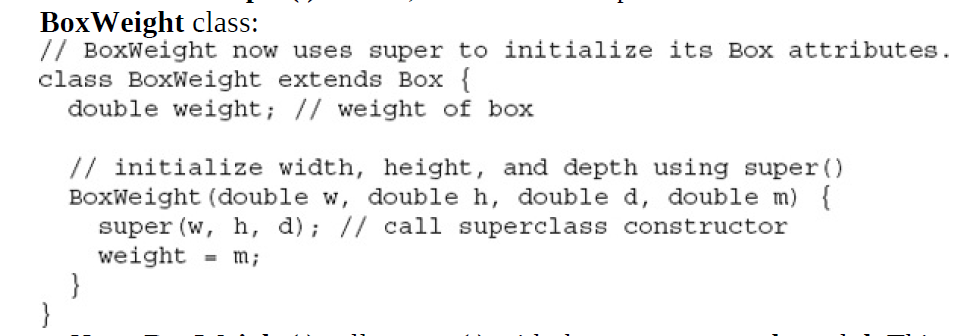 BoxWeight class:
// BoxWeight now uses super to initialize its Box attributes.
class BoxWeight extends Box {
double weight; // weight of box
// initialize width, height, and depth using super()
BoxWeight(double w, double h, double d, double m) {
super(w, h, d); // call superclass constructor
weight = m;
}
}